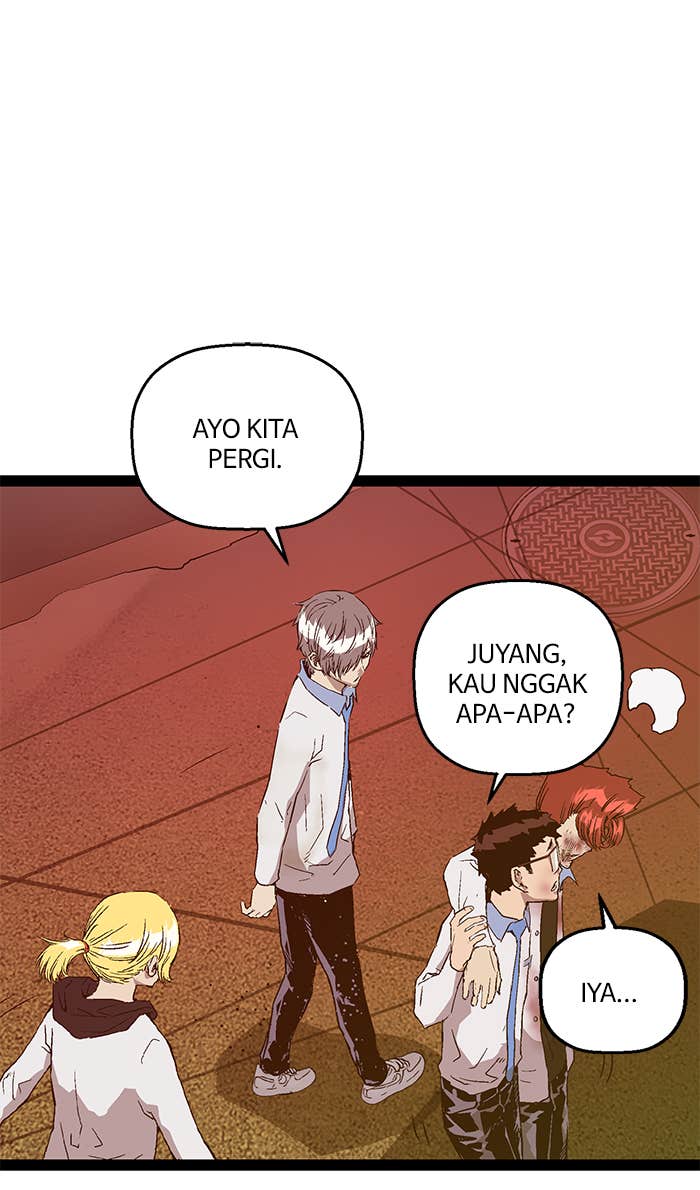 AYO KITA
PERGI.
JUYANG,
KAU NGGAK
APA-APA?
IYA...